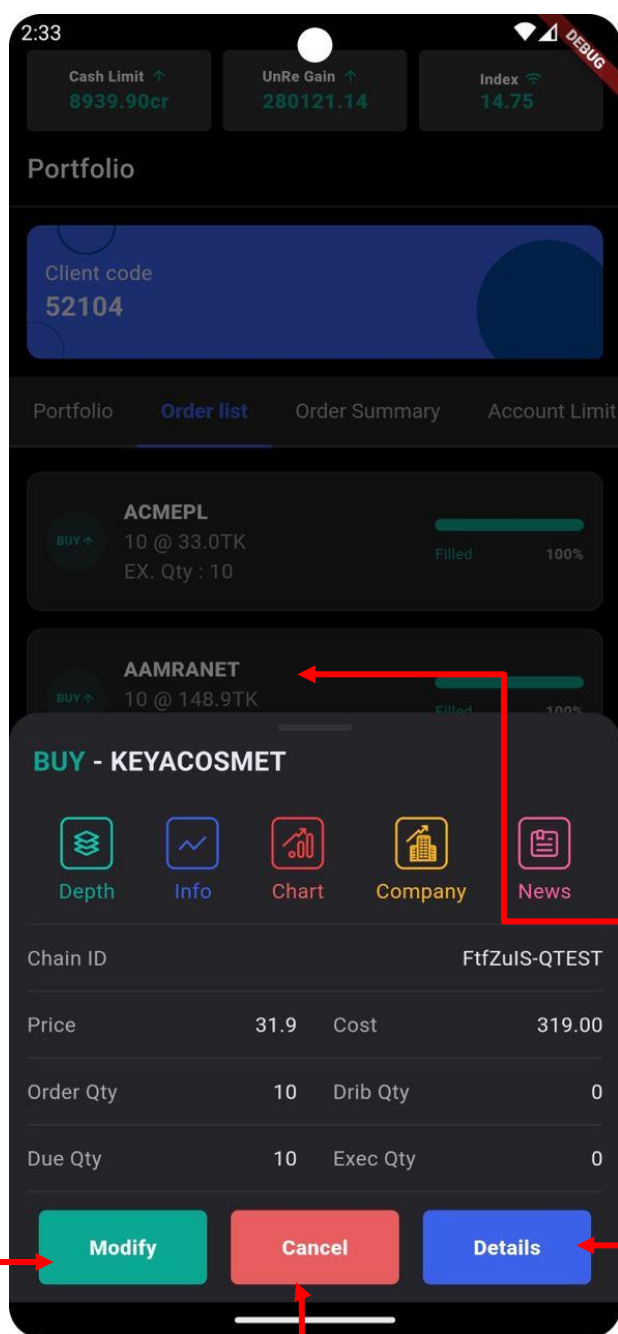 2:33
DEBUG
Cash Limit ↑ UnRe Gain ↑ Index
8939.90cr 280121.14 14.75
Portfolio
Client code
52104
Portfolio Order list Order Summary Account Limit
ACMEPL
BUY ↑ 10 @ 33.0TK
EX. Qty : 10
Filled 100%
AAMRANET
BUY ↑ 10 @ 148.9TK
Filled 100%
BUY - KEYACOSMET
Depth Info Chart Company News
Chain ID FtfZuIS-QTEST
Price 31.9 Cost 319.00
Order Qty 10 Drib Qty 0
Due Qty 10 Exec Qty 0
Modify Cancel Details